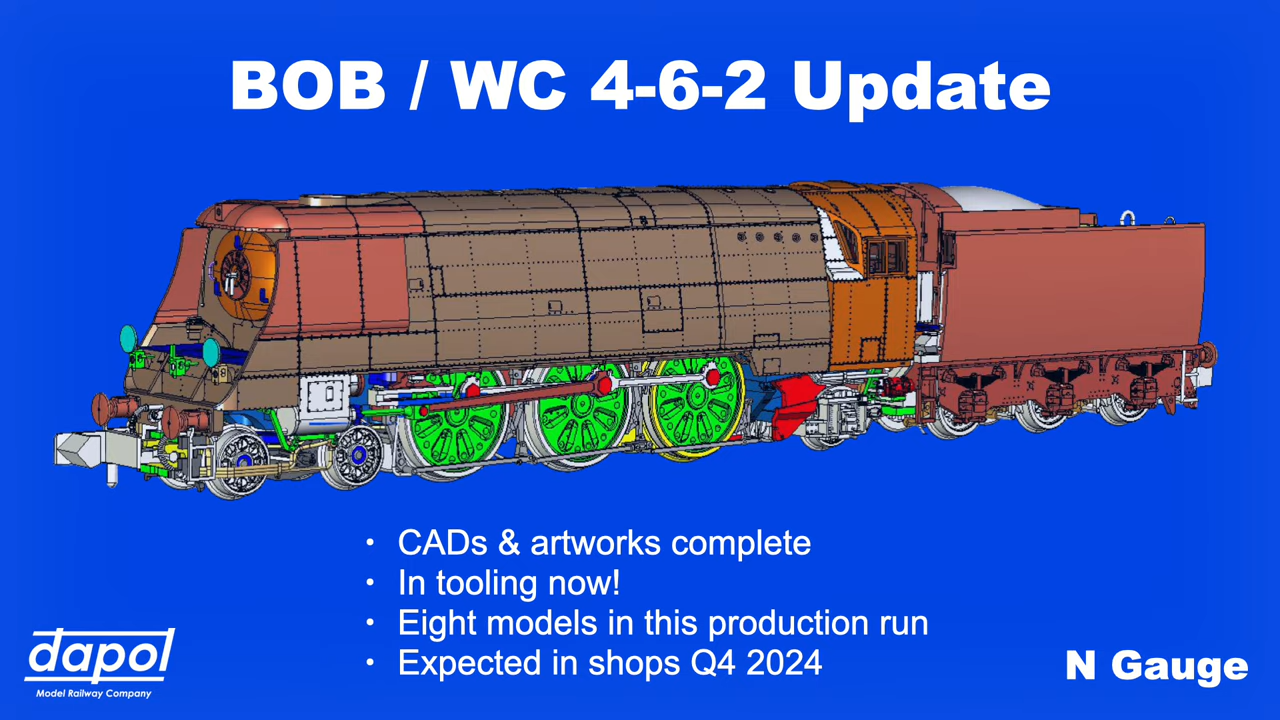 BOB / WC 4-6-2 Update
• CADs & artworks complete
• In tooling now!
• Eight models in this production run
• Expected in shops Q4 2024
dapol
Model Railway Company
N Gauge